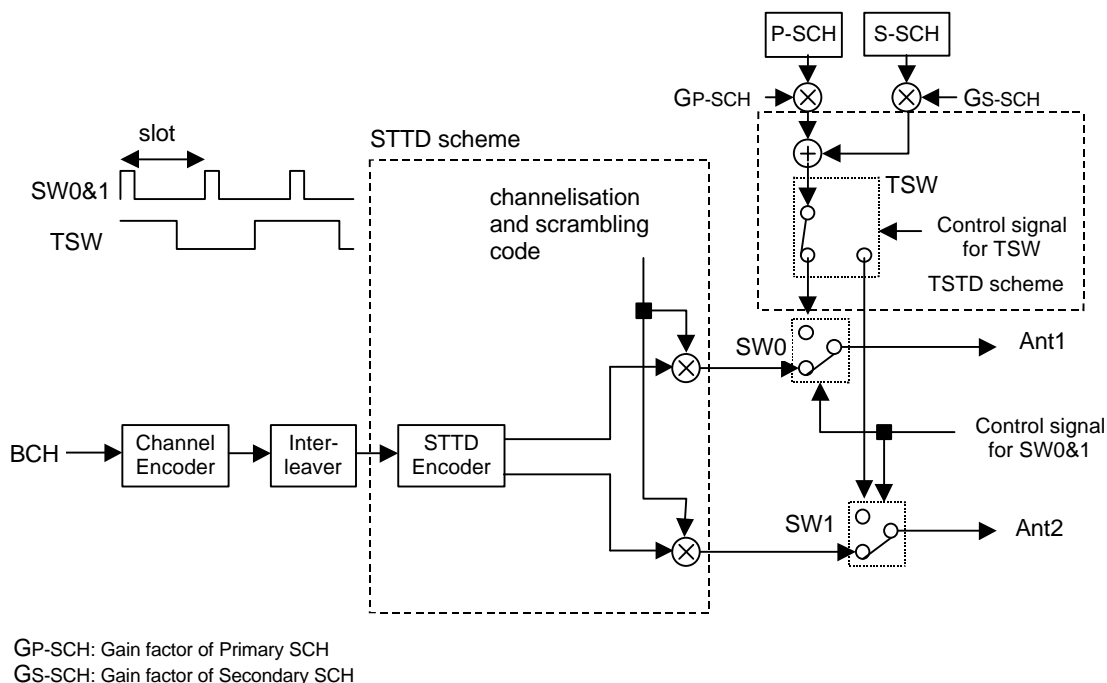 P-SCH
S-SCH
GP-SCH
GS-SCH
STTD scheme
slot
SW0&1
TSW
channelisation
and scrambling
code
TSW
Control signal
for TSW
TSTD scheme
SW0
Ant1
BCH
Channel
Encoder
Inter-
leaver
STTD
Encoder
Control signal
for SW0&1
SW1
Ant2
GP-SCH: Gain factor of Primary SCH
GS-SCH: Gain factor of Secondary SCH